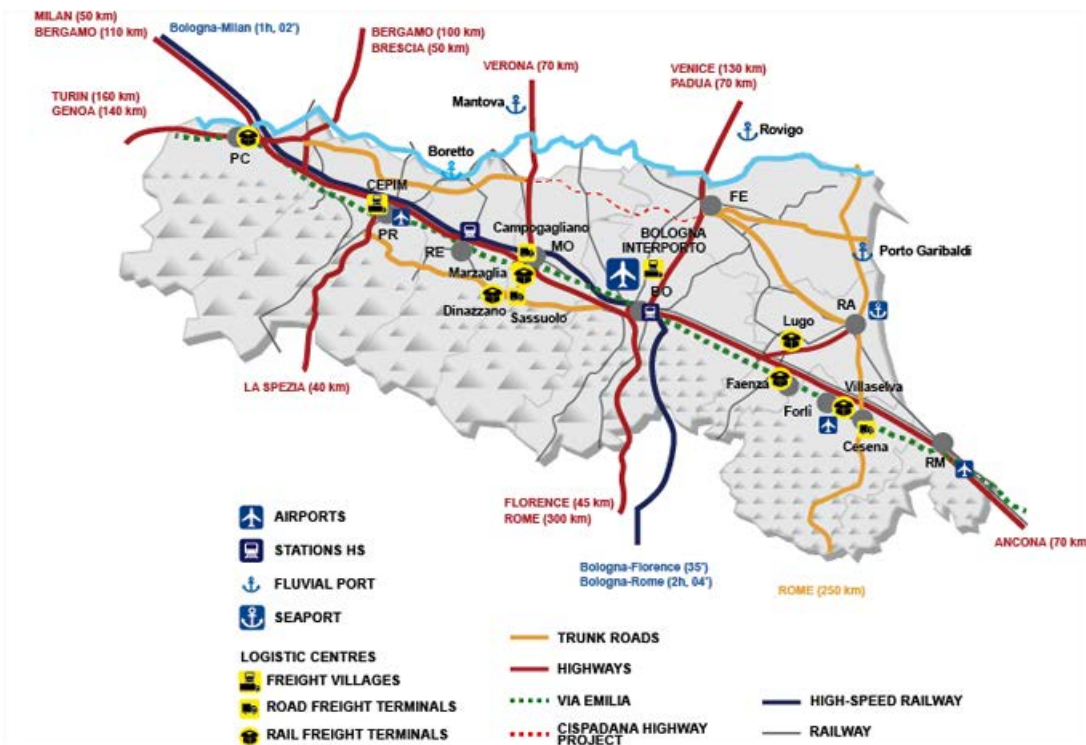 MILAN (50 km)
BERGAMO (110 km)
Bologna-Milan (1h, 02')
BERGAMO (100 km)
BRESCIA (50 km)
VERONA (70 km)
VENICE (130 km)
PADUA (70 km)
TURIN (160 km)
GENOA (140 km)
Mantova
Rovigo
Boretto
PC
CEPIM
FE
PR
Campogagliano
MO
BOLOGNA
INTERPORTO
Porto Garibaldi
RE
Marzaglia
BO
RA
Dinazzano
Sassuolo
Lugo
LA SPEZIA (40 km)
Faenza
Villaselva
Forlì
Cesena
RM
FLORENCE (45 km)
ROME (300 km)
ANCONA (70 km)
Bologna-Florence (35')
Bologna-Rome (2h, 04')
ROME (250 km)
AIRPORTS
STATIONS HS
FLUVIAL PORT
SEAPORT
LOGISTIC CENTRES
FREIGHT VILLAGES
ROAD FREIGHT TERMINALS
RAIL FREIGHT TERMINALS
TRUNK ROADS
HIGHWAYS
VIA EMILIA
CISPADANA HIGHWAY
PROJECT
HIGH-SPEED RAILWAY
RAILWAY